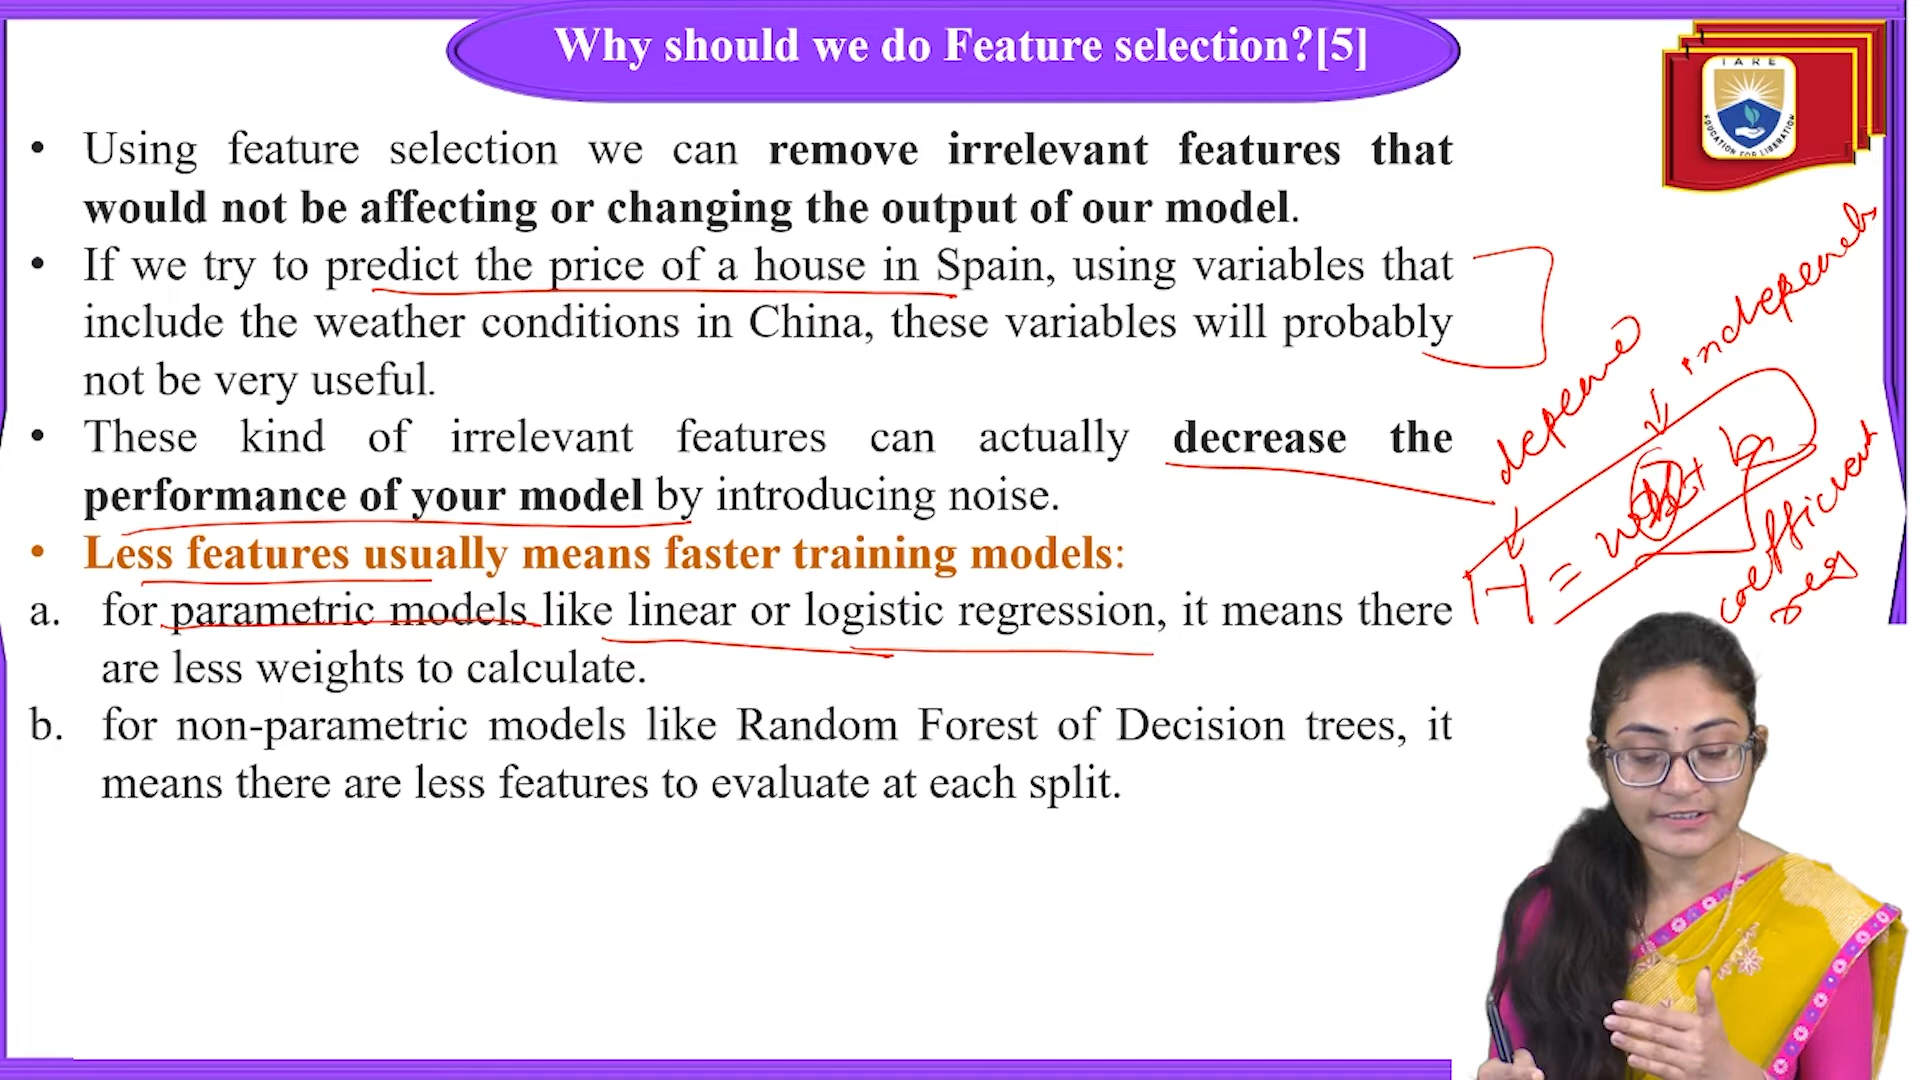 Why should we do Feature selection?[5]
IARE
EDUCATION FOR LIBERATION
• Using feature selection we can remove irrelevant features that
would not be affecting or changing the output of our model.
• If we try to predict the price of a house in Spain, using variables that
include the weather conditions in China, these variables will probably
not be very useful.
• These kind of irrelevant features can actually decrease the
performance of your model by introducing noise.
• Less features usually means faster training models:
a. for parametric models like linear or logistic regression, it means there
are less weights to calculate.
b. for non-parametric models like Random Forest of Decision trees, it
means there are less features to evaluate at each split.
Y =
coefficient